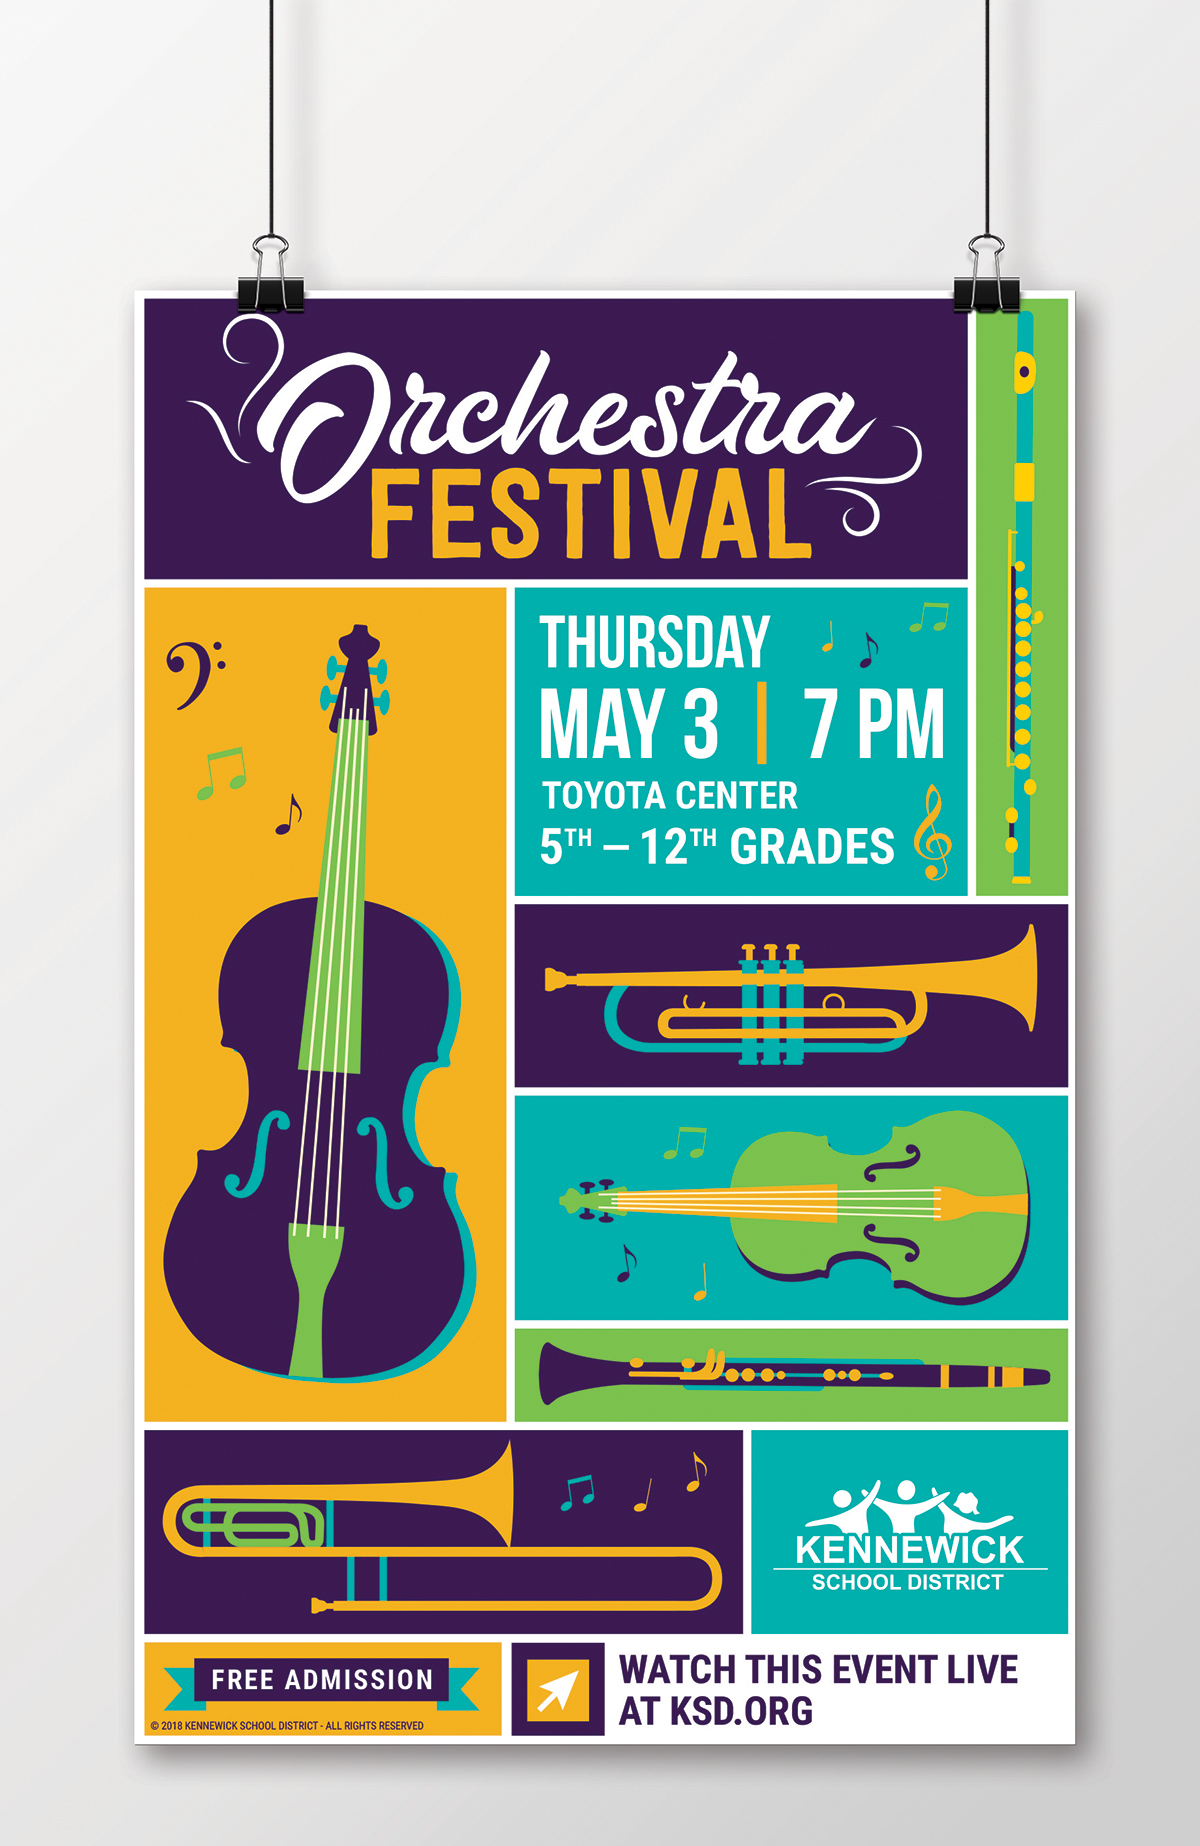 Orchestra
FESTIVAL
THURSDAY
MAY 3 | 7 PM
TOYOTA CENTER
5TH – 12TH GRADES
KENNEWICK
SCHOOL DISTRICT
FREE ADMISSION
© 2018 KENNEWICK SCHOOL DISTRICT - ALL RIGHTS RESERVED
WATCH THIS EVENT LIVE
AT KSD.ORG